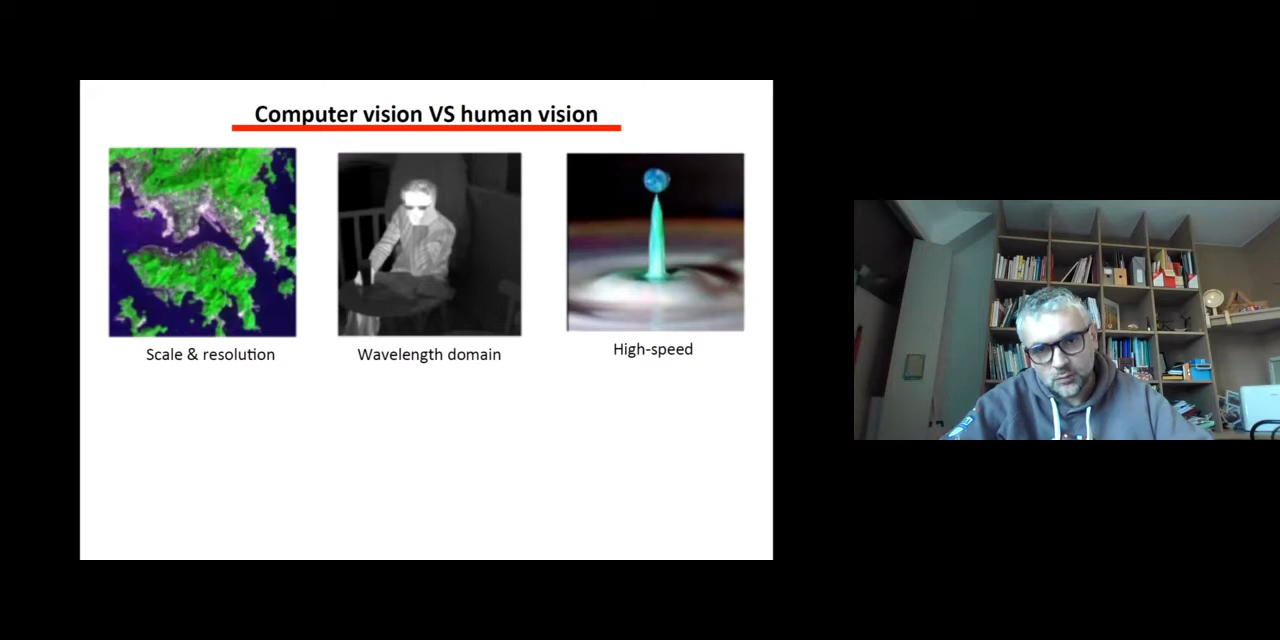 Computer vision VS human vision
Scale & resolution
Wavelength domain
High-speed